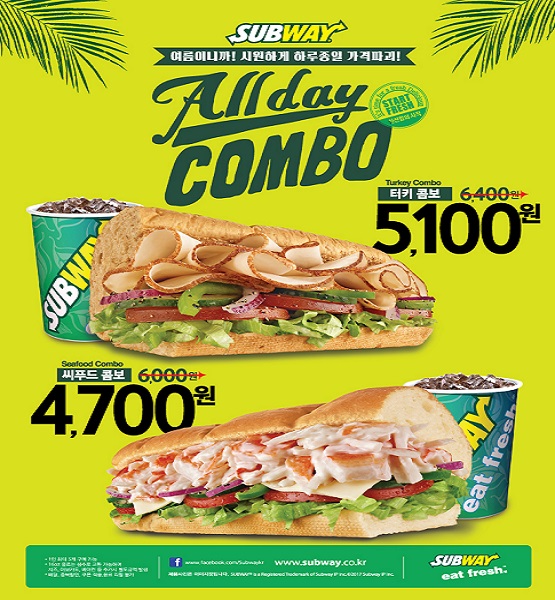 SUBWAY
여름이니까! 시원하게 하루종일 가격파괴!
All day
COMBO
START
FRESH
Turkey Combo
터키 콤보 6,400원
5,100원
SUBWAY
Seafood Combo
씨푸드 콤보 6,000원
4,700원
SUBWAY
eat fresh
www.facebook.com/Subwaykr
www.subway.co.kr
SUBWAY
eat fresh.